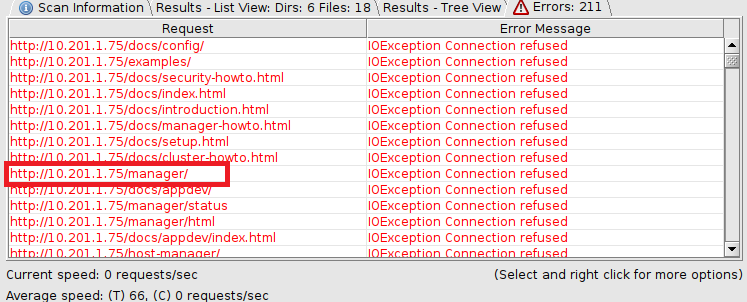 Scan Information Results - List View: Dirs: 6 Files: 18 Results - Tree View Errors: 211
Request Error Message
http://10.201.1.75/docs/config/ IOException Connection refused
http://10.201.1.75/examples/ IOException Connection refused
http://10.201.1.75/docs/security-howto.html IOException Connection refused
http://10.201.1.75/docs/index.html IOException Connection refused
http://10.201.1.75/docs/introduction.html IOException Connection refused
http://10.201.1.75/docs/manager-howto.html IOException Connection refused
http://10.201.1.75/docs/setup.html IOException Connection refused
http://10.201.1.75/docs/cluster-howto.html IOException Connection refused
http://10.201.1.75/manager/ IOException Connection refused
http://10.201.1.75/docs/appdev/ IOException Connection refused
http://10.201.1.75/manager/status IOException Connection refused
http://10.201.1.75/manager/html IOException Connection refused
http://10.201.1.75/docs/appdev/index.html IOException Connection refused
http://10.201.1.75/host-manager/ IOException Connection refused
Current speed: 0 requests/sec (Select and right click for more options)
Average speed: (T) 66, (C) 0 requests/sec